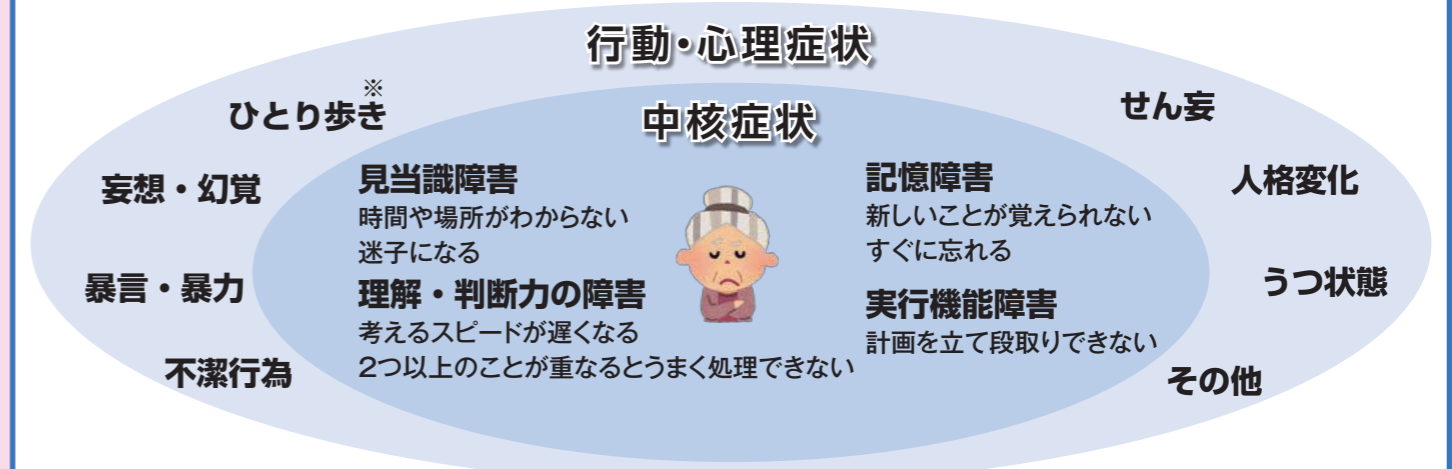 行動・心理症状
ひとり歩き※
せん妄
中核症状
妄想・幻覚
人格変化
見当識障害
時間や場所がわからない
迷子になる
記憶障害
新しいことが覚えられない
すぐに忘れる
暴言・暴力
うつ状態
理解・判断力の障害
考えるスピードが遅くなる
2つ以上のことが重なるとうまく処理できない
実行機能障害
計画を立て段取りできない
不潔行為
その他